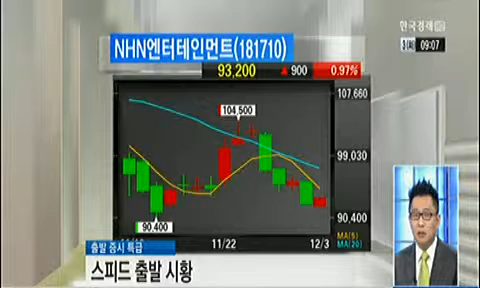 한국경제
3(火) 09:07
NHN엔터테인먼트(181710)
93,200 ▲ 900 0.97%
107,660
104,500
99,030
90,400
90,400
11/22 12/3
MA(5)
MA(20)
출발 증시 특급
스피드 출발 시황